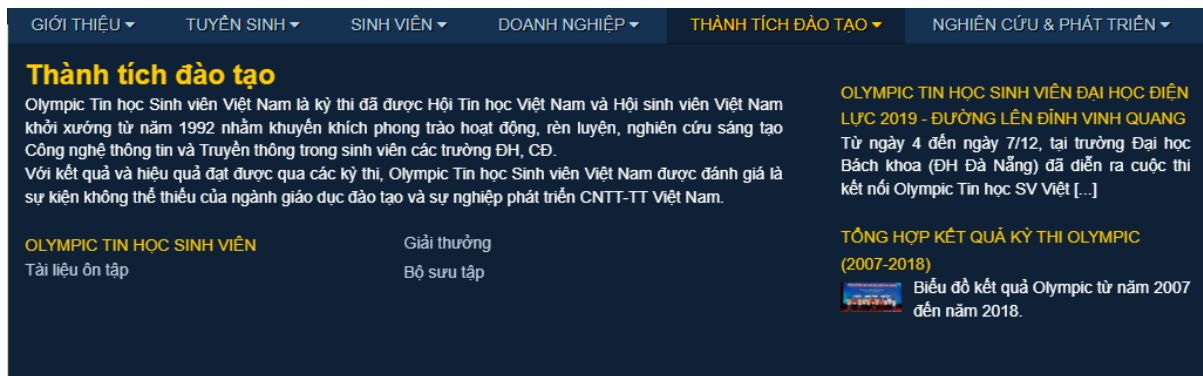 GIỚI THIỆU TUYỂN SINH SINH VIÊN DOANH NGHIỆP THÀNH TÍCH ĐÀO TẠO NGHIÊN CỨU & PHÁT TRIỂN
Thành tích đào tạo
Olympic Tin học Sinh viên Việt Nam là kỳ thi đã được Hội Tin học Việt Nam và Hội sinh viên Việt Nam
khởi xướng từ năm 1992 nhằm khuyến khích phong trào hoạt động, rèn luyện, nghiên cứu sáng tạo
Công nghệ thông tin và Truyền thông trong sinh viên các trường ĐH, CĐ.
Với kết quả và hiệu quả đạt được qua các kỳ thi, Olympic Tin học Sinh viên Việt Nam được đánh giá là
sự kiện không thể thiếu của ngành giáo dục đào tạo và sự nghiệp phát triển CNTT-TT Việt Nam.
OLYMPIC TIN HỌC SINH VIÊN
Tài liệu ôn tập
Giải thưởng
Bộ sưu tập
OLYMPIC TIN HỌC SINH VIÊN ĐẠI HỌC ĐIỆN
LỰC 2019 - ĐƯỜNG LÊN ĐỈNH VINH QUANG
Từ ngày 4 đến ngày 7/12, tại trường Đại học
Bách khoa (ĐH Đà Nẵng) đã diễn ra cuộc thi
kết nối Olympic Tin học SV Việt [...]
TỔNG HỢP KẾT QUẢ KỲ THI OLYMPIC
(2007-2018)
Biểu đồ kết quả Olympic từ năm 2007
đến năm 2018.